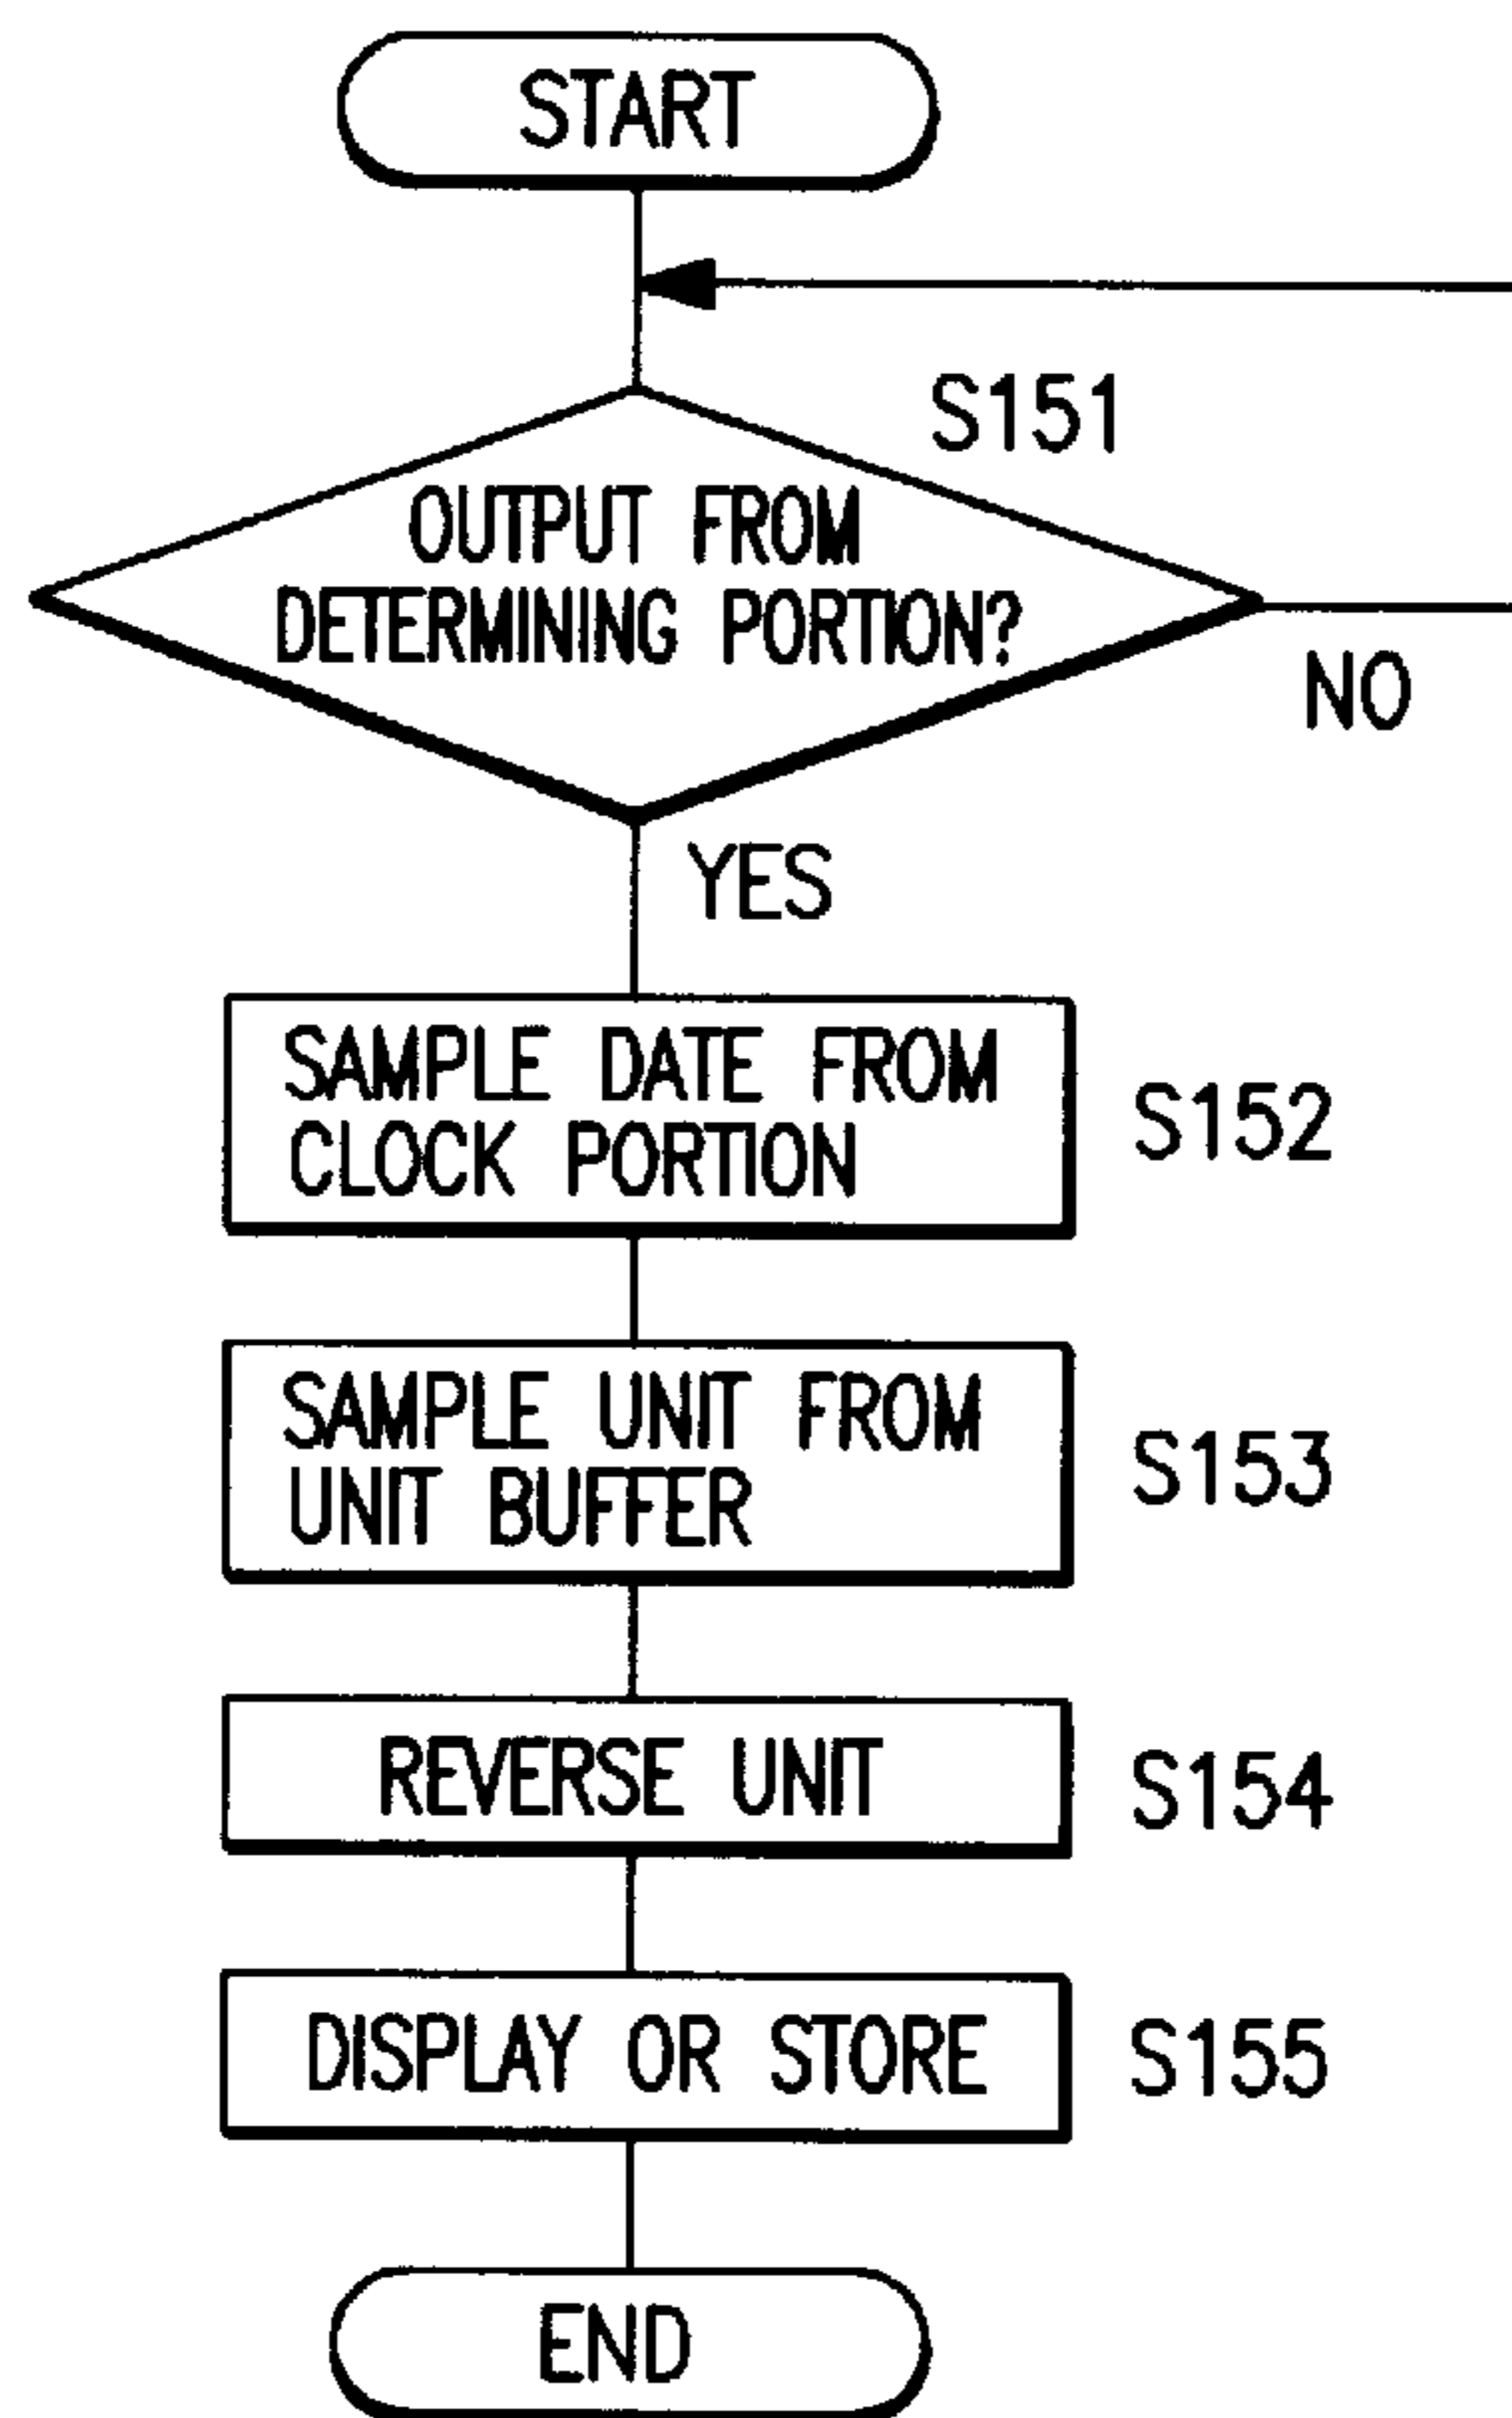 START
S151
OUTPUT FROM
DETERMINING PORTION?
NO
YES
SAMPLE DATE FROM
CLOCK PORTION
S152
SAMPLE UNIT FROM
UNIT BUFFER
S153
REVERSE UNIT
S154
DISPLAY OR STORE
S155
END